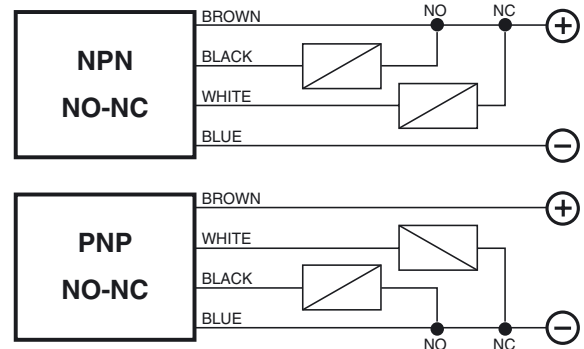 NPN
NO-NC
BROWN
NO
NC
+
BLACK
WHITE
BLUE
−
PNP
NO-NC
BROWN
+
WHITE
BLACK
BLUE
−
NO
NC